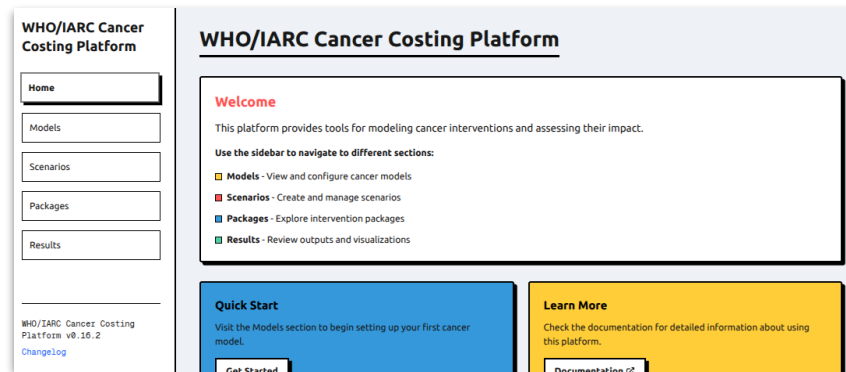 WHO/IARC Cancer
Costing Platform
Home
Models
Scenarios
Packages
Results
WHO/IARC Cancer Costing
Platform v0.16.2
Changelog
WHO/IARC Cancer Costing Platform
Welcome
This platform provides tools for modeling cancer interventions and assessing their impact.
Use the sidebar to navigate to different sections:
Models - View and configure cancer models
Scenarios - Create and manage scenarios
Packages - Explore intervention packages
Results - Review outputs and visualizations
Quick Start
Visit the Models section to begin setting up your first cancer
model.
Get Started
Learn More
Check the documentation for detailed information about using
this platform.
Documentation